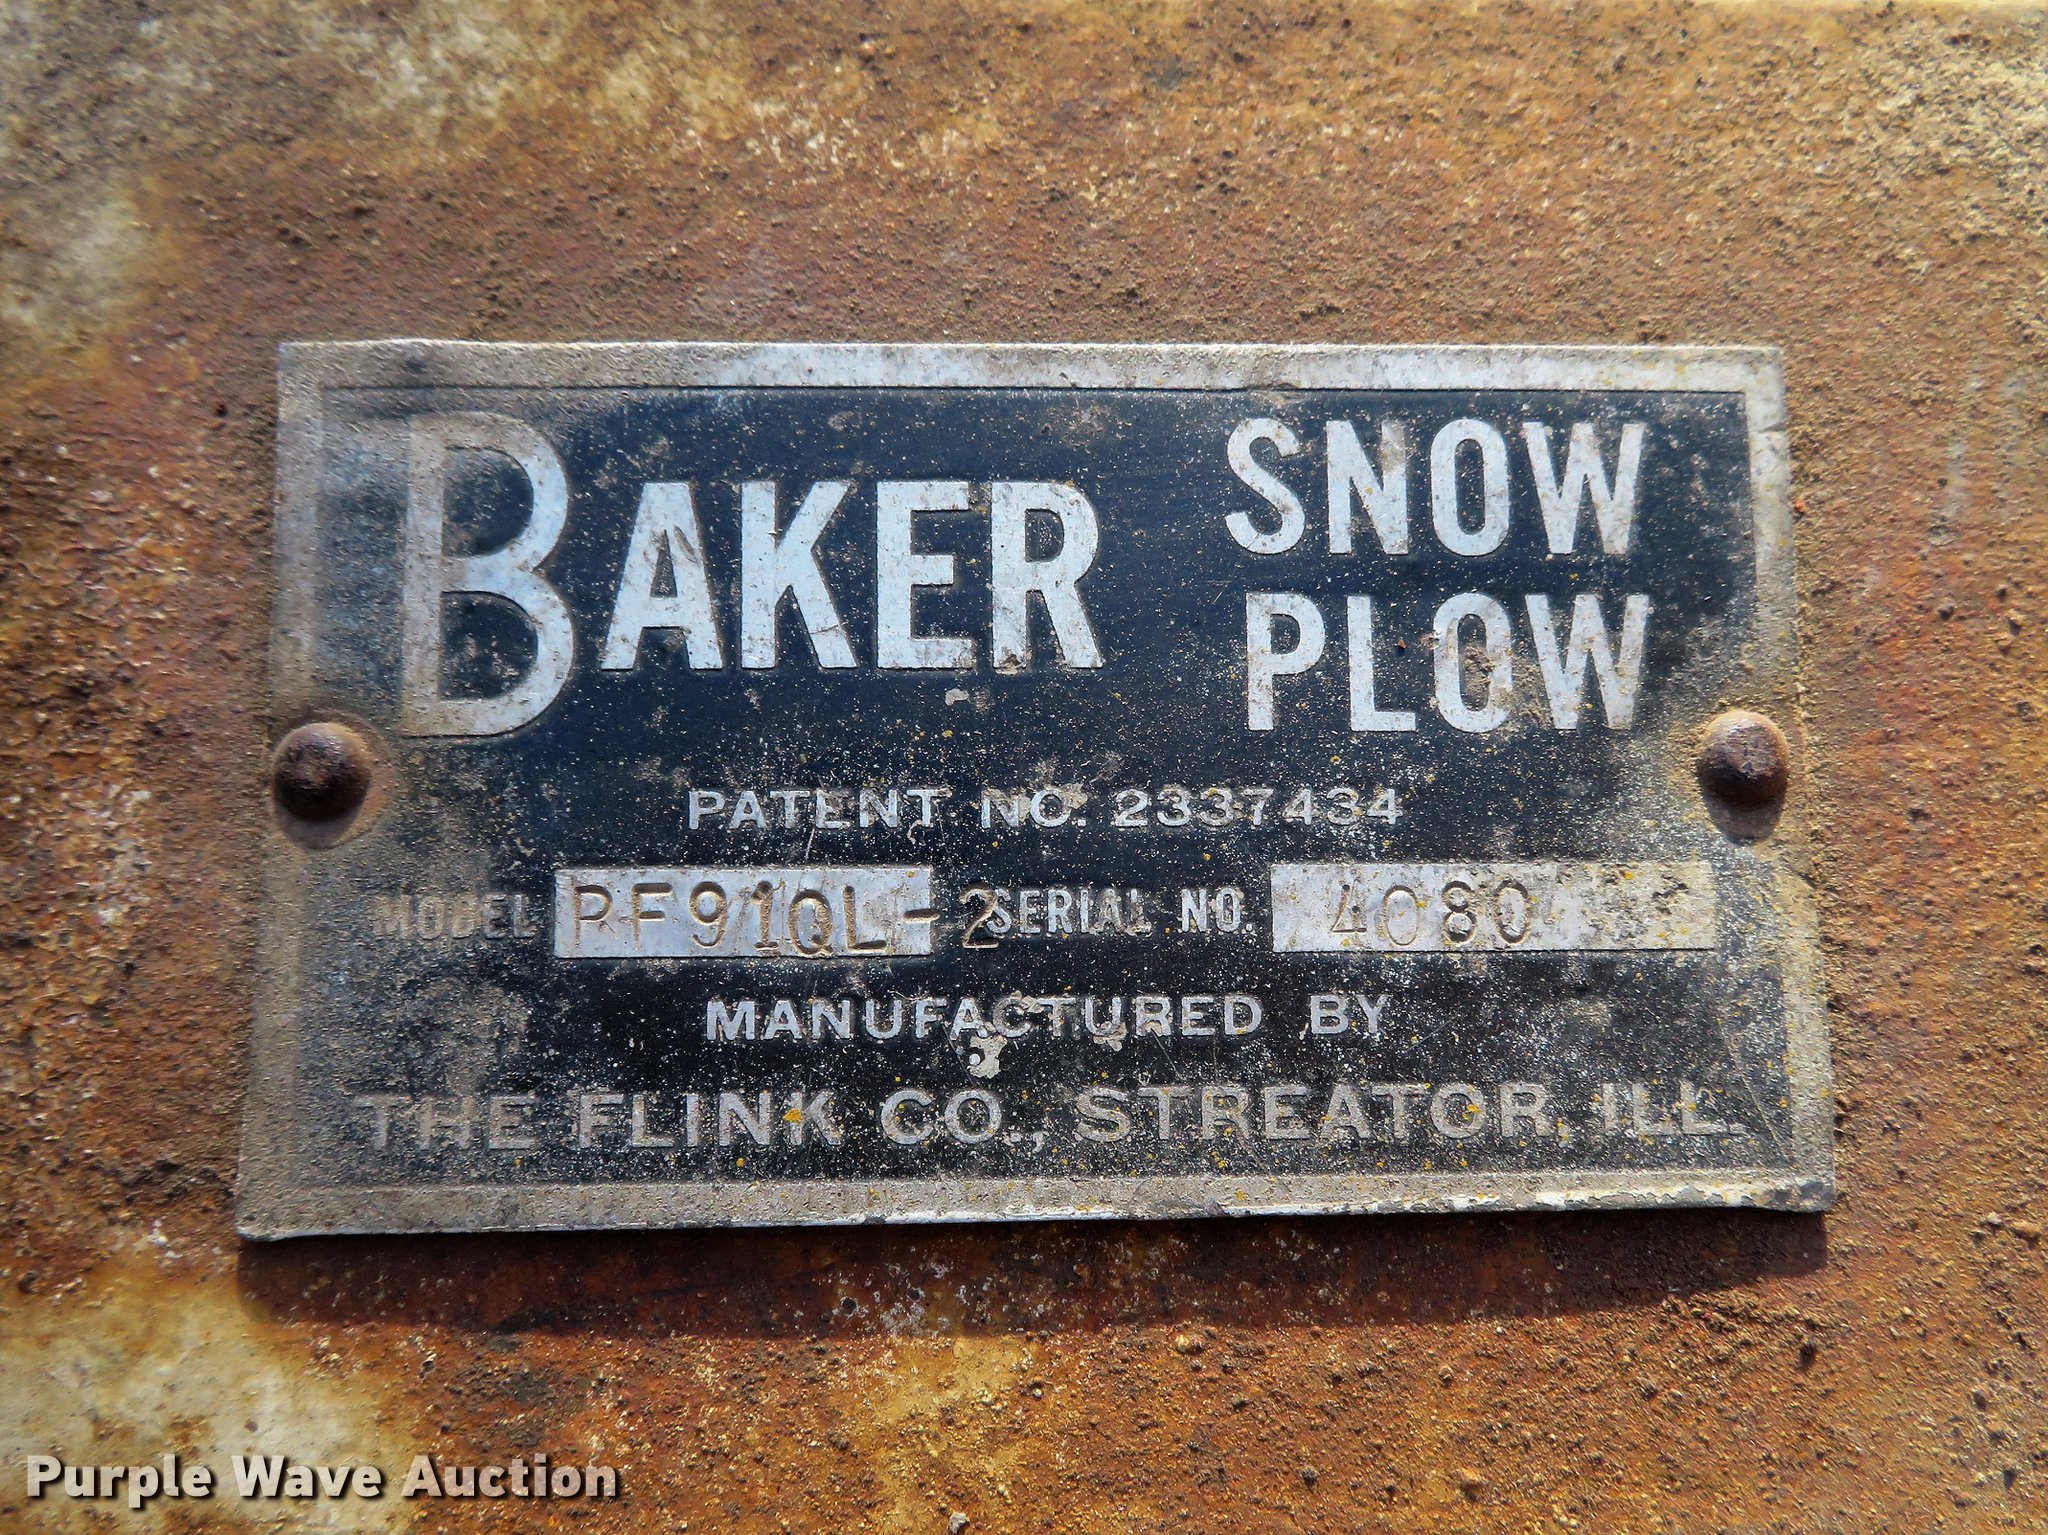 BAKER SNOW PLOW
PATENT NO. 2337434
MODEL RF91QL-2 SERIAL NO. 4080
MANUFACTURED BY
THE FLINK CO., STREATOR, ILL.
Purple Wave Auction